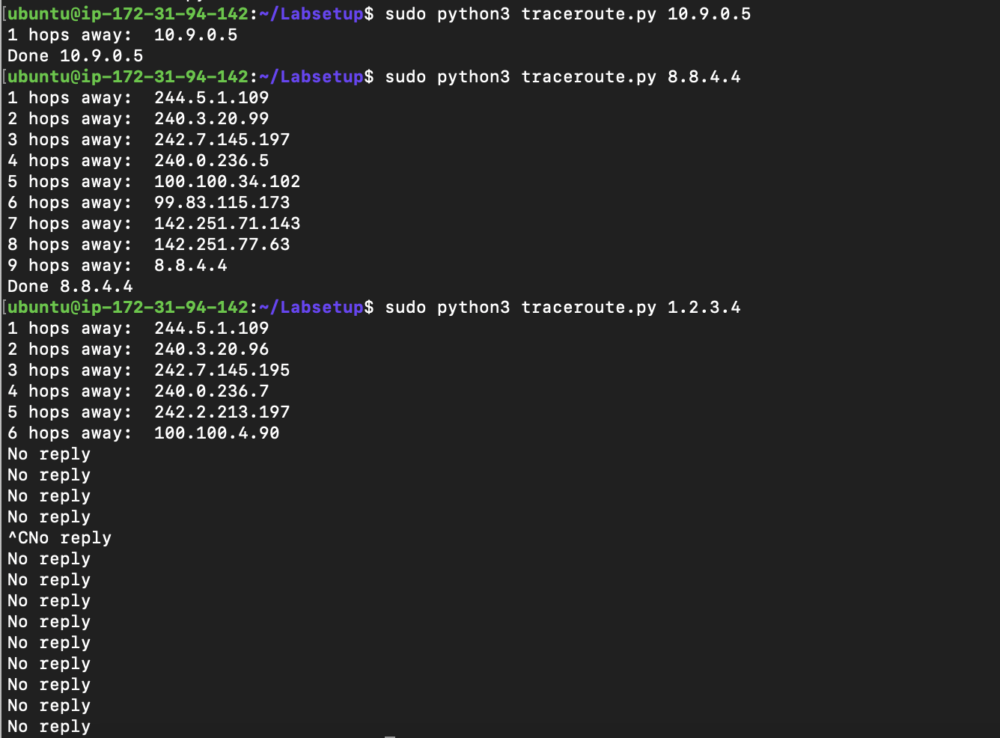 [ubuntu@ip-172-31-94-142:~/Labsetup$ sudo python3 traceroute.py 10.9.0.5
1 hops away:  10.9.0.5
Done 10.9.0.5
[ubuntu@ip-172-31-94-142:~/Labsetup$ sudo python3 traceroute.py 8.8.4.4
1 hops away:  244.5.1.109
2 hops away:  240.3.20.99
3 hops away:  242.7.145.197
4 hops away:  240.0.236.5
5 hops away:  100.100.34.102
6 hops away:  99.83.115.173
7 hops away:  142.251.71.143
8 hops away:  142.251.77.63
9 hops away:  8.8.4.4
Done 8.8.4.4
[ubuntu@ip-172-31-94-142:~/Labsetup$ sudo python3 traceroute.py 1.2.3.4
1 hops away:  244.5.1.109
2 hops away:  240.3.20.96
3 hops away:  242.7.145.195
4 hops away:  240.0.236.7
5 hops away:  242.2.213.197
6 hops away:  100.100.4.90
No reply
No reply
No reply
No reply
^CNo reply
No reply
No reply
No reply
No reply
No reply
No reply
No reply
No reply
No reply